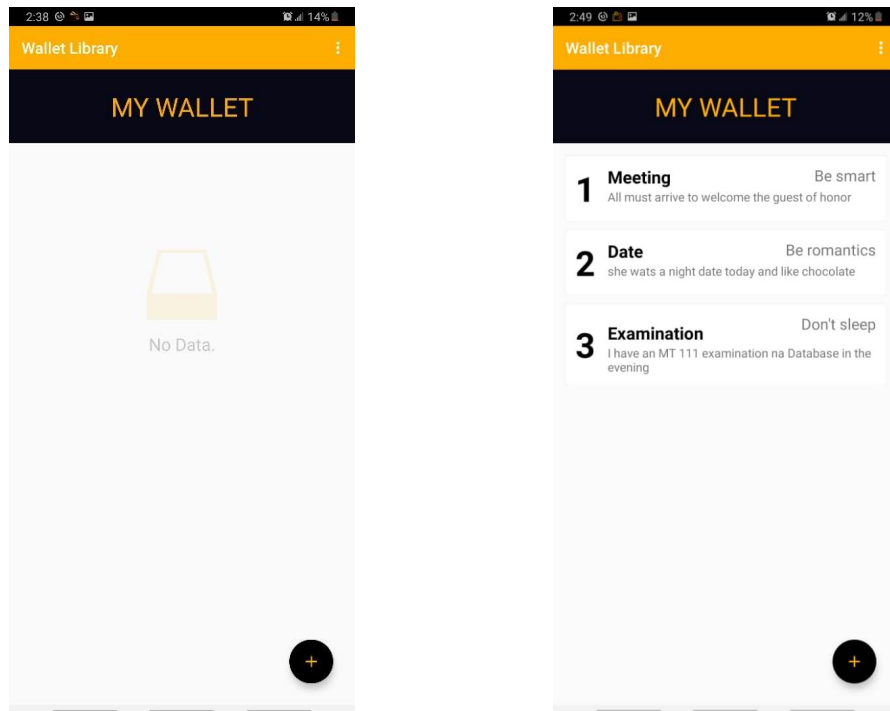 2:38
14%
Wallet Library
MY WALLET
No Data.
+
2:49
12%
Wallet Library
MY WALLET
1
Meeting
Be smart
All must arrive to welcome the guest of honor
2
Date
Be romantics
she wats a night date today and like chocolate
3
Examination
Don't sleep
I have an MT 111 examination na Database in the
evening
+